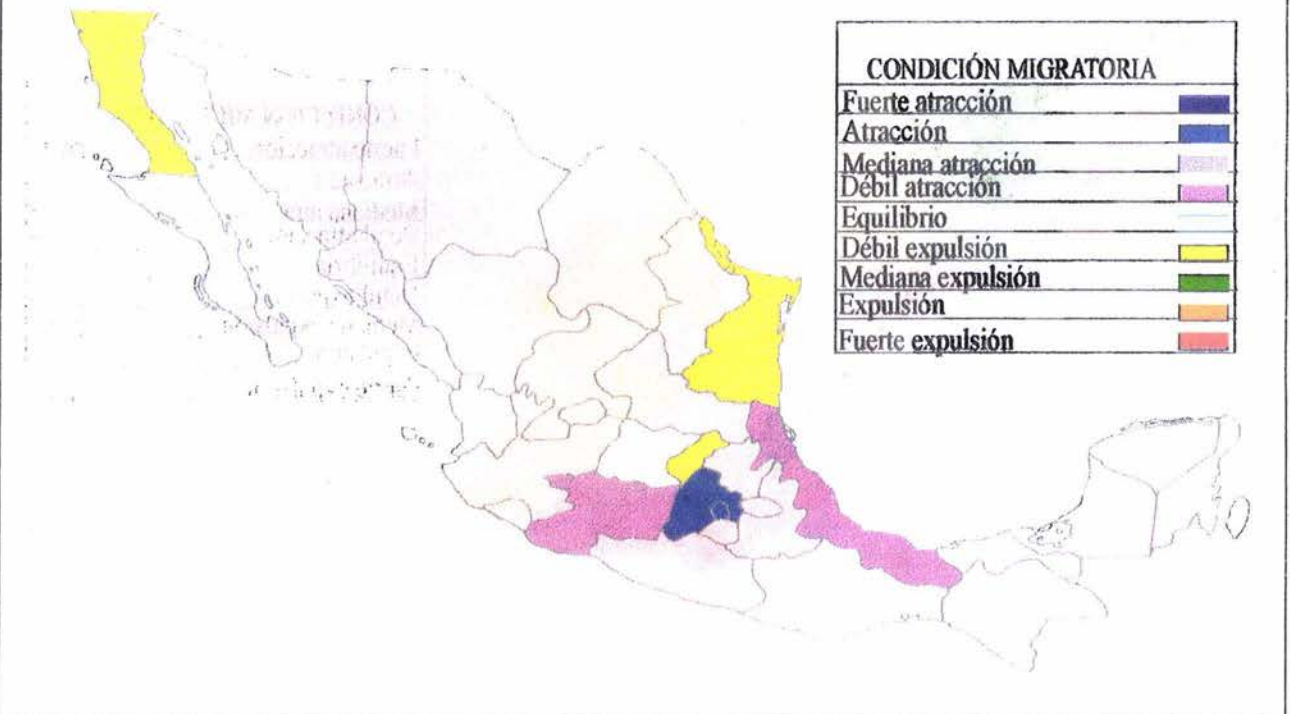 CONDICIÓN MIGRATORIA
Fuerte atracción
Atracción
Mediana atracción
Débil atracción
Equilibrio
Débil expulsión
Mediana expulsión
Expulsión
Fuerte expulsión